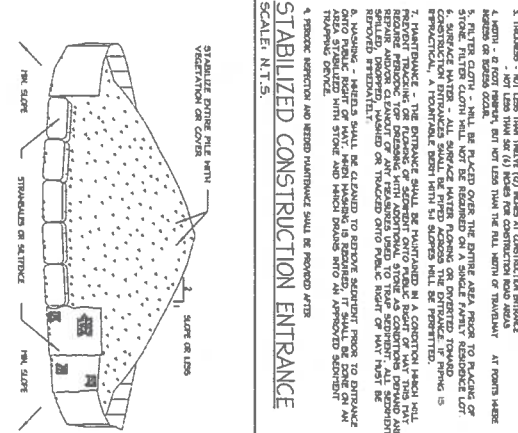 3. THICKNESS - NOT LESS THAN TWELVE (12) INCHES AT CONSTRUCTION ENTRANCE
- NOT LESS THAN SIX (6) INCHES FOR CONSTRUCTION ROAD AREAS
4. WIDTH - 12 FOOT MINIMUM, BUT NOT LESS THAN THE FULL WIDTH OF TRAVELWAY AT POINTS WHERE
INGRESS OR EGRESS OCCUR.
5. FILTER CLOTH - WILL BE PLACED OVER THE ENTIRE AREA PRIOR TO PLACING OF
STONE. FILTER CLOTH WILL NOT BE REQUIRED ON A SINGLE FAMILY RESIDENCE LOT.
6. SURFACE WATER - ALL SURFACE WATER FLOWING OR DIVERTED TOWARD
CONSTRUCTION ENTRANCES SHALL BE PIPED ACROSS THE ENTRANCE. IF PIPING IS
IMPRACTICAL, A MOUNTABLE BERM WITH 5:1 SLOPES WILL BE PERMITTED.
7. MAINTENANCE - THE ENTRANCE SHALL BE MAINTAINED IN A CONDITION WHICH WILL
PREVENT TRACKING OR FLOWING OF SEDIMENT ONTO PUBLIC RIGHT OF WAY THIS MAY
REQUIRE PERIODIC TOP DRESSING WITH ADDITIONAL STONE AS CONDITIONS DEMAND AND
REPAIR AND/OR CLEANOUT OF ANY MEASURES USED TO TRAP SEDIMENT. ALL SEDIMENT
SPILLED, DROPPED, WASHED OR TRACKED ONTO PUBLIC RIGHT OF WAY MUST BE
REMOVED IMMEDIATELY.
8. WASHING - WHEELS SHALL BE CLEANED TO REMOVE SEDIMENT PRIOR TO ENTRANCE
ONTO PUBLIC RIGHT OF WAY. WHEN WASHING IS REQUIRED, IT SHALL BE DONE ON AN
AREA STABILIZED WITH STONE AND WHICH DRAINS INTO AN APPROVED SEDIMENT
TRAPPING DEVICE.
9. PERIODIC INSPECTION AND NEEDED MAINTENANCE SHALL BE PROVIDED AFTER
STABILIZED CONSTRUCTION ENTRANCE
SCALE: N.T.S.
STABILIZE ENTIRE PILE WITH
VEGETATION OR COVER
2
1
SLOPE OR LESS
MIN. SLOPE
STRAWBALES OR SILTFENCE
MIN. SLOPE